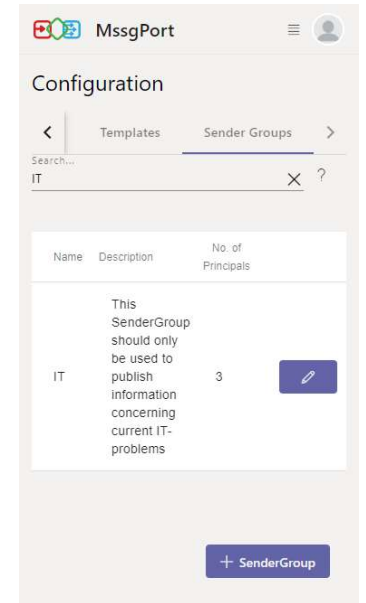 MssgPort
Configuration
Templates Sender Groups
Search...
IT
?
Name Description No. of
Principals
This
SenderGroup
should only
be used to
IT publish 3
information
concerning
current IT-
problems
+ SenderGroup